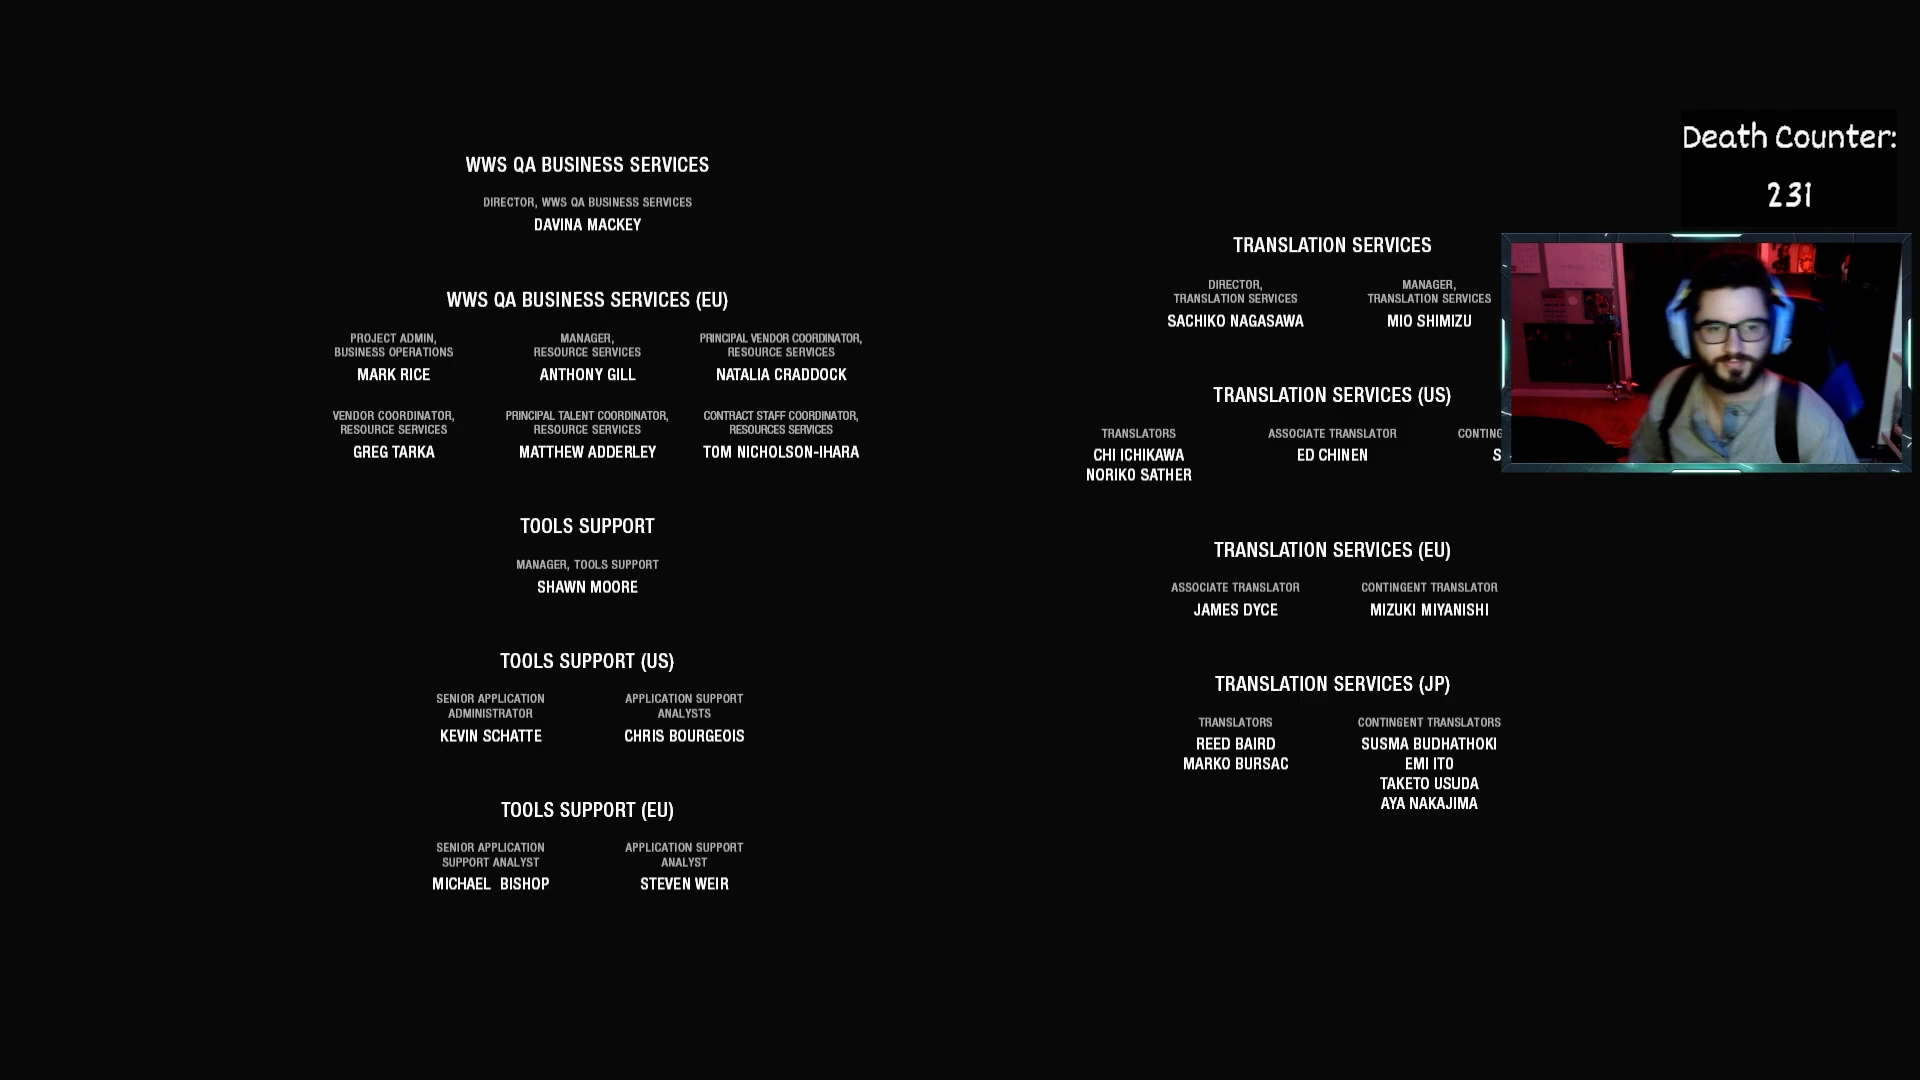 WWS QA BUSINESS SERVICES
DIRECTOR, WWS QA BUSINESS SERVICES
DAVINA MACKEY
WWS QA BUSINESS SERVICES (EU)
PROJECT ADMIN,
BUSINESS OPERATIONS
MARK RICE
MANAGER,
RESOURCE SERVICES
ANTHONY GILL
PRINCIPAL VENDOR COORDINATOR,
RESOURCE SERVICES
NATALIA CRADDOCK
VENDOR COORDINATOR,
RESOURCE SERVICES
GREG TARKA
PRINCIPAL TALENT COORDINATOR,
RESOURCE SERVICES
MATTHEW ADDERLEY
CONTRACT STAFF COORDINATOR,
RESOURCES SERVICES
TOM NICHOLSON-IHARA
TOOLS SUPPORT
MANAGER, TOOLS SUPPORT
SHAWN MOORE
TOOLS SUPPORT (US)
SENIOR APPLICATION
ADMINISTRATOR
KEVIN SCHATTE
APPLICATION SUPPORT
ANALYSTS
CHRIS BOURGEOIS
TOOLS SUPPORT (EU)
SENIOR APPLICATION
SUPPORT ANALYST
MICHAEL BISHOP
APPLICATION SUPPORT
ANALYST
STEVEN WEIR
TRANSLATION SERVICES
DIRECTOR,
TRANSLATION SERVICES
SACHIKO NAGASAWA
MANAGER,
TRANSLATION SERVICES
MIO SHIMIZU
TRANSLATION SERVICES (US)
TRANSLATORS
CHI ICHIKAWA
NORIKO SATHER
ASSOCIATE TRANSLATOR
ED CHINEN
CONTING
S
TRANSLATION SERVICES (EU)
ASSOCIATE TRANSLATOR
JAMES DYCE
CONTINGENT TRANSLATOR
MIZUKI MIYANISHI
TRANSLATION SERVICES (JP)
TRANSLATORS
REED BAIRD
MARKO BURSAC
CONTINGENT TRANSLATORS
SUSMA BUDHATHOKI
EMI ITO
TAKETO USUDA
AYA NAKAJIMA
Death Counter:
231